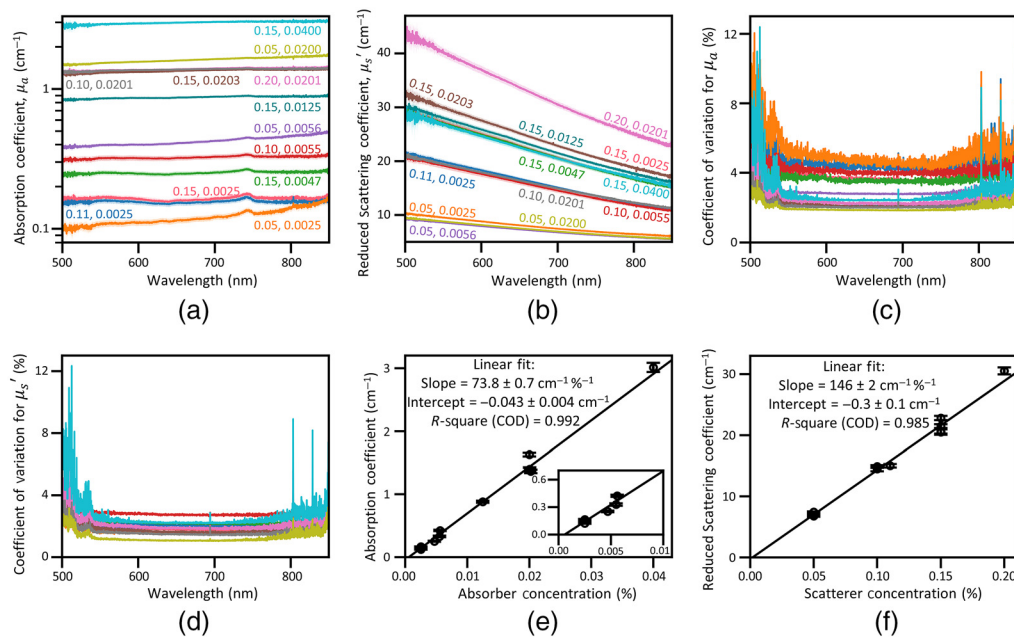 Absorption coefficient, μa (cm−1)
1
0.1
0.15, 0.0400
0.05, 0.0200
0.10, 0.0201
0.15, 0.0203
0.20, 0.0201
0.15, 0.0125
0.05, 0.0056
0.10, 0.0055
0.15, 0.0047
0.15, 0.0025
0.11, 0.0025
0.05, 0.0025
500 600 700 800
Wavelength (nm)
(a)
Reduced scattering coefficient, μs′ (cm−1)
40
30
20
10
0.15, 0.0203
0.20, 0.0201
0.15, 0.0125
0.15, 0.0025
0.15, 0.0047
0.15, 0.0400
0.11, 0.0025
0.10, 0.0201
0.10, 0.0055
0.05, 0.0025
0.05, 0.0200
0.05, 0.0056
500 600 700 800
Wavelength (nm)
(b)
Coefficient of variation for μa (%)
12
8
4
0
500 600 700 800
Wavelength (nm)
(c)
Coefficient of variation for μs′ (%)
12
8
4
0
500 600 700 800
Wavelength (nm)
(d)
Absorption coefficient (cm−1)
3
2
1
0
Linear fit:
Slope = 73.8 ± 0.7 cm−1 %−1
Intercept = −0.043 ± 0.004 cm−1
R-square (COD) = 0.992
0.6
0.3
0.0
0.000 0.005 0.010
0.00 0.01 0.02 0.03 0.04
Absorber concentration (%)
(e)
Reduced Scattering coefficient (cm−1)
30
20
10
0
Linear fit:
Slope = 146 ± 2 cm−1 %−1
Intercept = −0.3 ± 0.1 cm−1
R-square (COD) = 0.985
0.00 0.05 0.10 0.15 0.20
Scatterer concentration (%)
(f)